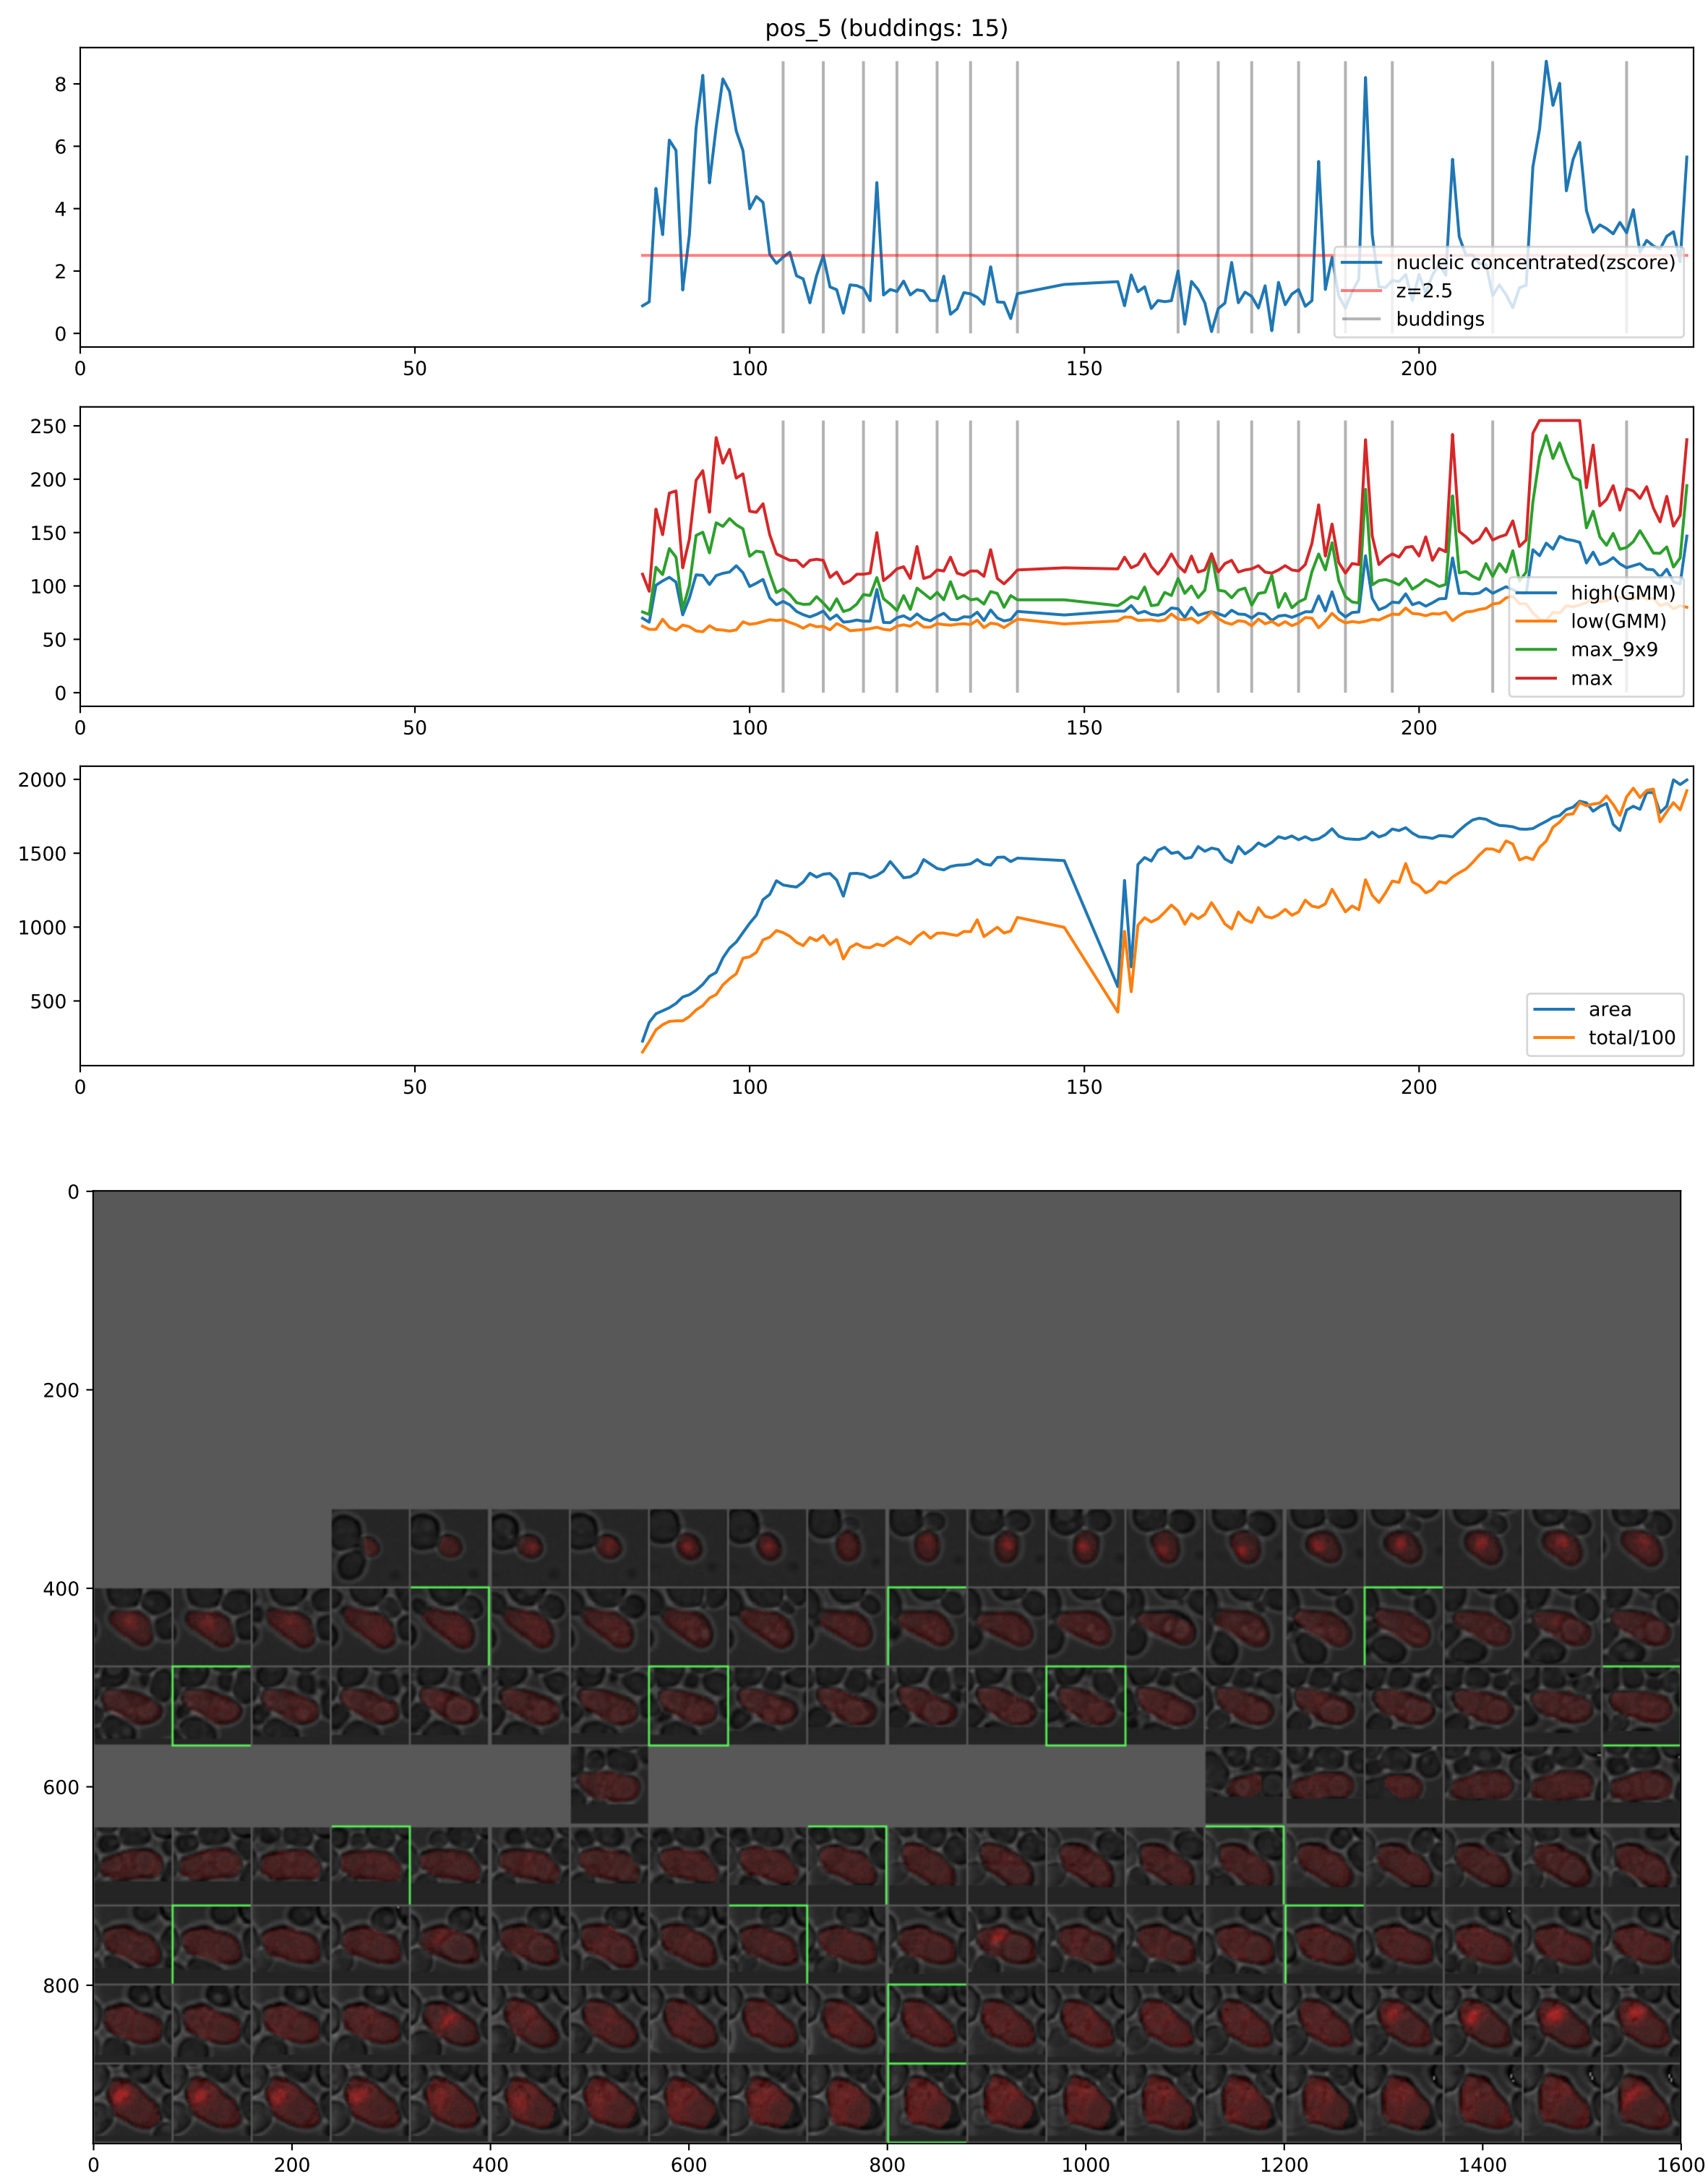 pos_5 (buddings: 15)
8
6
4
2
0
nucleic concentrated(zscore)
z=2.5
buddings
0 50 100 150 200
250
200
150
100
50
0
high(GMM)
low(GMM)
max_9x9
max
0 50 100 150 200
2000
1500
1000
500
area
total/100
0 50 100 150 200
0
200
400
600
800
0 200 400 600 800 1000 1200 1400 1600